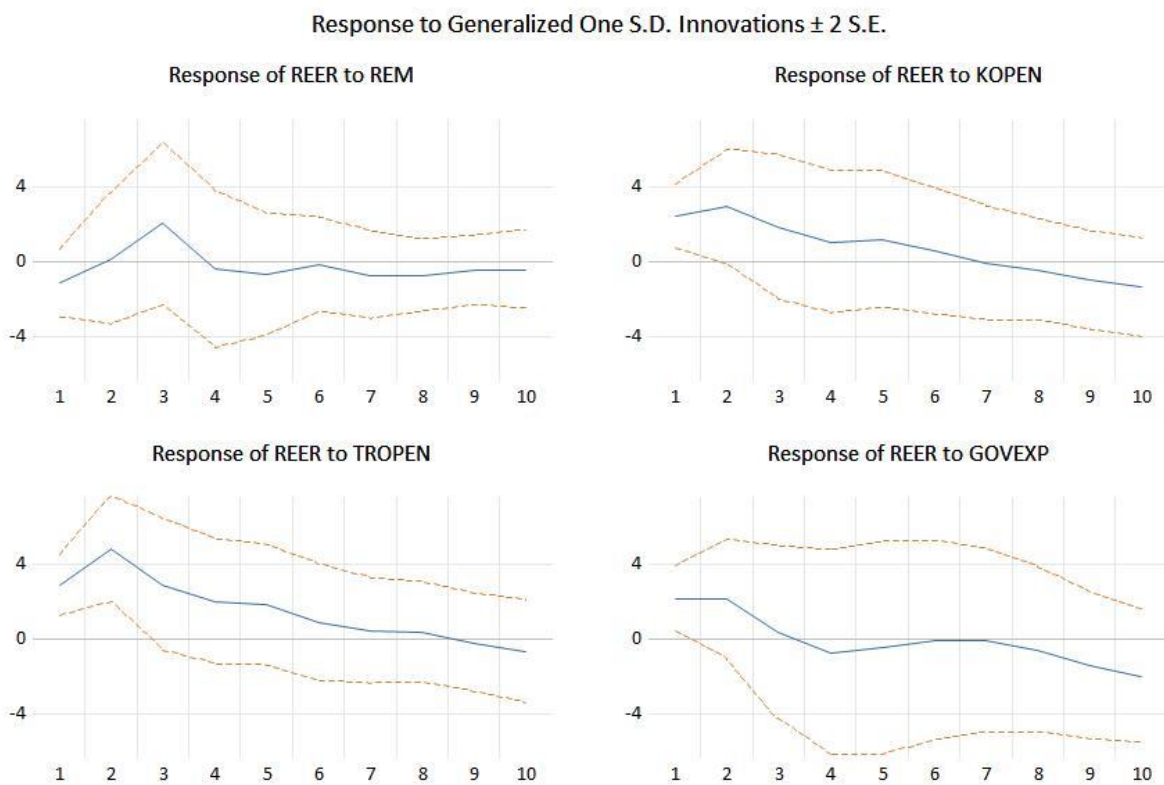 Response to Generalized One S.D. Innovations ± 2 S.E.
Response of REER to REM
4
0
-4
1 2 3 4 5 6 7 8 9 10
Response of REER to KOPEN
4
0
-4
1 2 3 4 5 6 7 8 9 10
Response of REER to TROPEN
4
0
-4
1 2 3 4 5 6 7 8 9 10
Response of REER to GOVEXP
4
0
-4
1 2 3 4 5 6 7 8 9 10